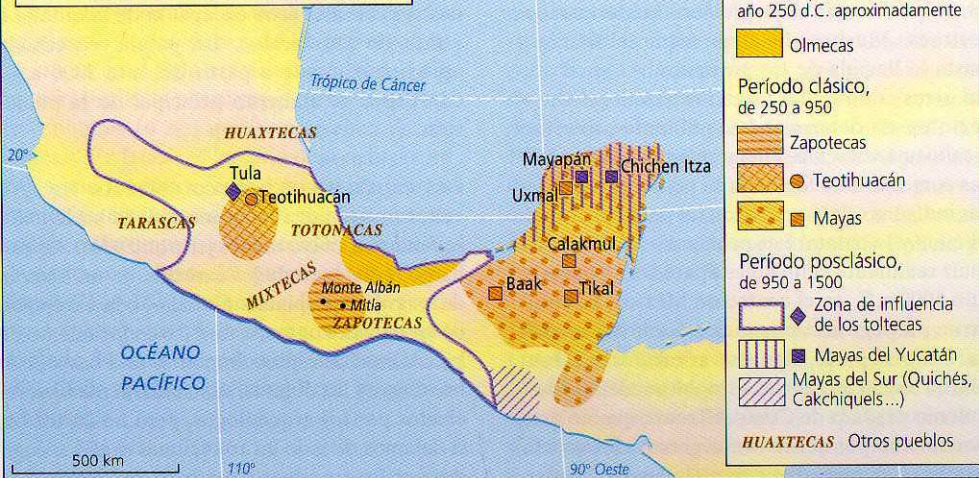 Trópico de Cáncer
20°
HUAXTECAS
Tula
Teotihuacán
TARASCAS
TOTONACAS
MIXTECAS
Monte Albán
Mitla
ZAPOTECAS
Mayapán
Chichen Itza
Uxmal
Calakmul
Baak
Tikal
OCÉANO
PACÍFICO
500 km
110°
90° Oeste
año 250 d.C. aproximadamente
Olmecas
Período clásico,
de 250 a 950
Zapotecas
Teotihuacán
Mayas
Período posclásico,
de 950 a 1500
Zona de influencia
de los toltecas
Mayas del Yucatán
Mayas del Sur (Quichés,
Cakchiquels...)
HUAXTECAS Otros pueblos